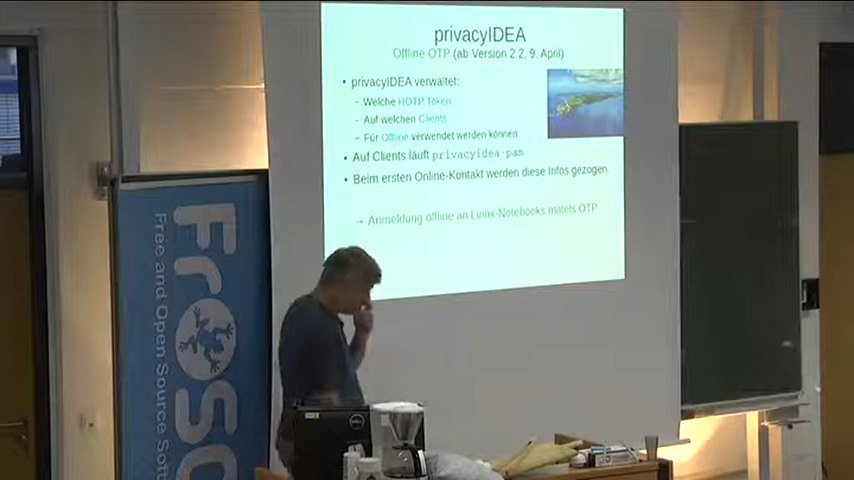 privacyIDEA
Offline OTP (ab Version 2.2, 9. April)
• privacyIDEA verwaltet:
– Welche HOTP Token
– Auf welchen Clients
– Für Offline verwendet werden können
• Auf Clients läuft privacyidea-pam
• Beim ersten Online-Kontakt werden diese Infos gezogen.
→ Anmeldung offline an Linux-Notebooks mittels OTP
FrOSC
Free and Open Source Soft
DELL